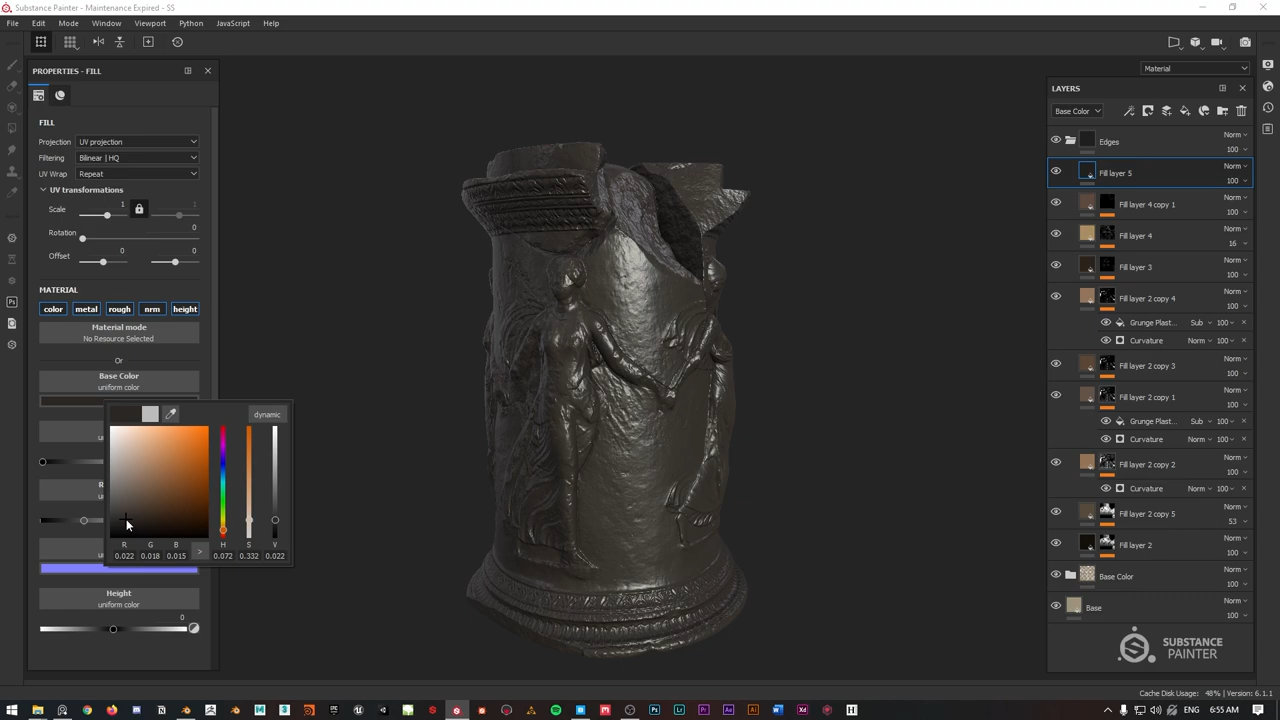 Substance Painter - Maintenance Expired - SS
File Edit Mode Window Viewport Python JavaScript Help
PROPERTIES - FILL
FILL
Projection UV projection
Filtering Bilinear | HQ
UV Wrap Repeat
UV transformations
Scale 1 1
Rotation 0
Offset 0 0
MATERIAL
color metal rough nrm height
Material mode
No Resource Selected
Or
Base Color
uniform color
dynamic
R G B H S V
0.022 0.018 0.015 > 0.072 0.332 0.022
Height
uniform color
0
Material
LAYERS
Base Color
Edges Norm 100
Fill layer 5 Norm 100
Fill layer 4 copy 1 Norm 100
Fill layer 4 Norm 16
Fill layer 3 Norm 100
Fill layer 2 copy 4 Norm 100
Grunge Plast... Sub 100
Curvature Norm 100
Fill layer 2 copy 3 Norm 100
Fill layer 2 copy 1 Norm 100
Grunge Plast... Sub 100
Curvature Norm 100
Fill layer 2 copy 2 Norm 100
Curvature Norm 100
Fill layer 2 copy 5 Norm 53
Fill layer 2 Norm 100
Base Color Norm 100
Base Norm 100
SUBSTANCE
PAINTER
Cache Disk Usage: 48% | Version: 6.1.1
ENG 6:55 AM